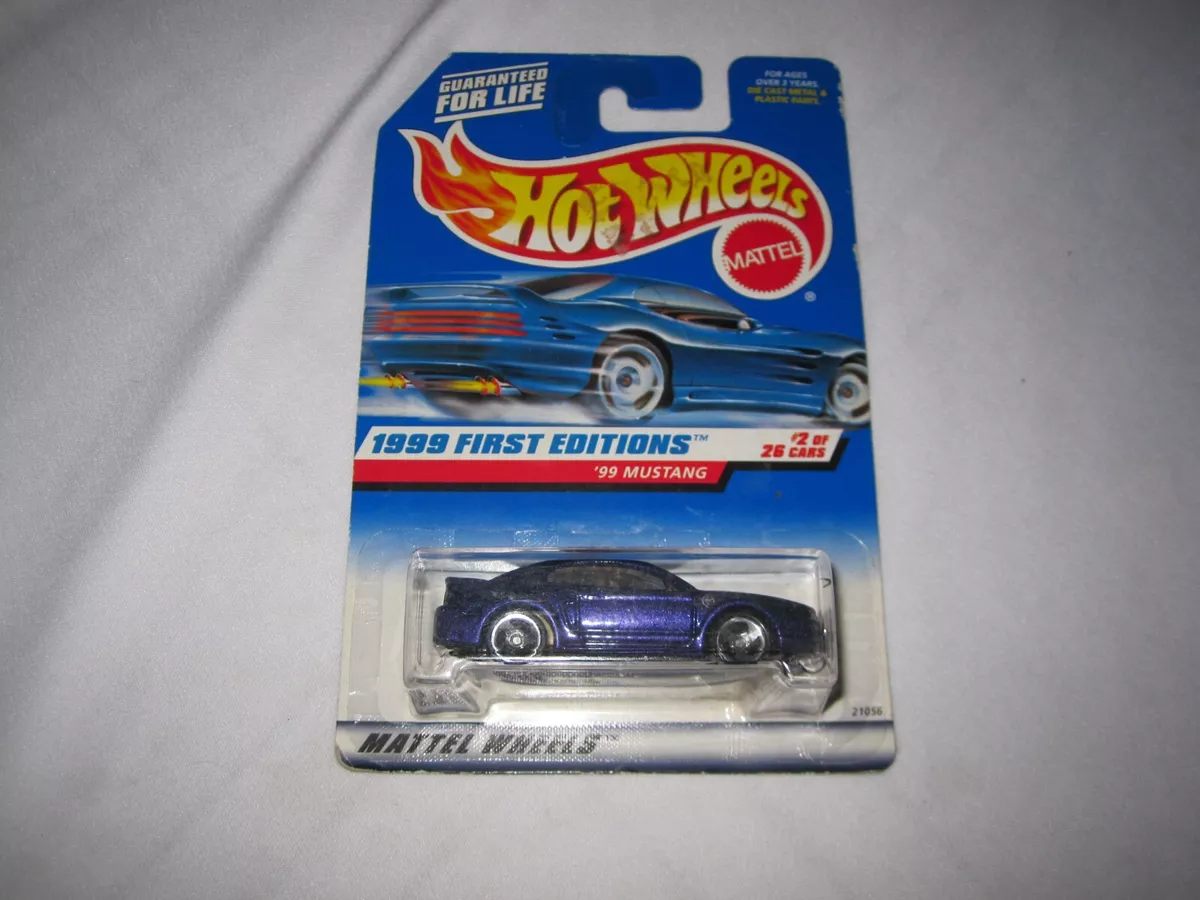 GUARANTEED
FOR LIFE
FOR AGES
OVER 3 YEARS.
DIE CAST METAL &
PLASTIC PARTS.
HOT WHEELS
MATTEL
®
1999 FIRST EDITIONS™
#2 OF
26 CARS
'99 MUSTANG
21056
MATTEL WHEELS™